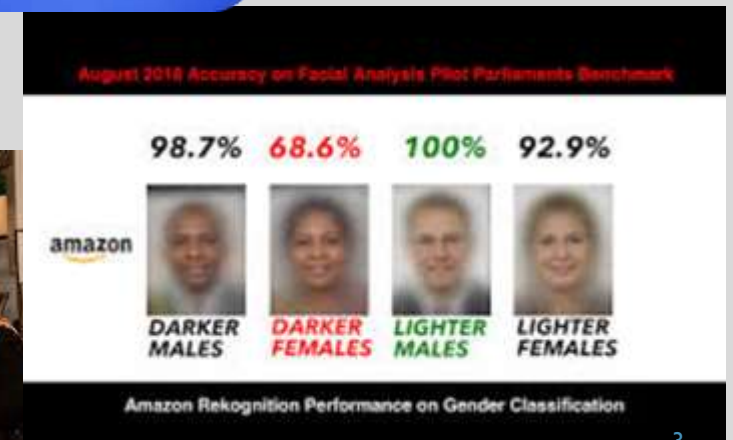 August 2018 Accuracy on Facial Analysis Pilot Parliaments Benchmark
98.7% 68.6% 100% 92.9%
amazon
DARKER MALES
DARKER FEMALES
LIGHTER MALES
LIGHTER FEMALES
Amazon Rekognition Performance on Gender Classification